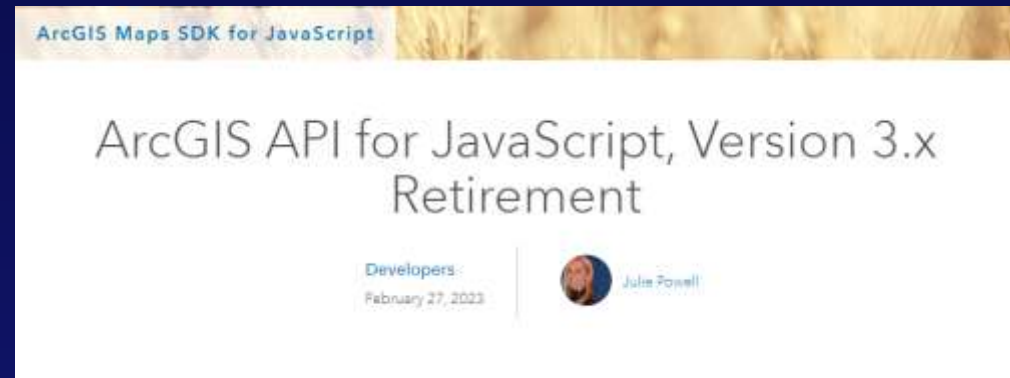 ArcGIS Maps SDK for JavaScript
ArcGIS API for JavaScript, Version 3.x
Retirement
Developers
February 27, 2023
Julie Powell